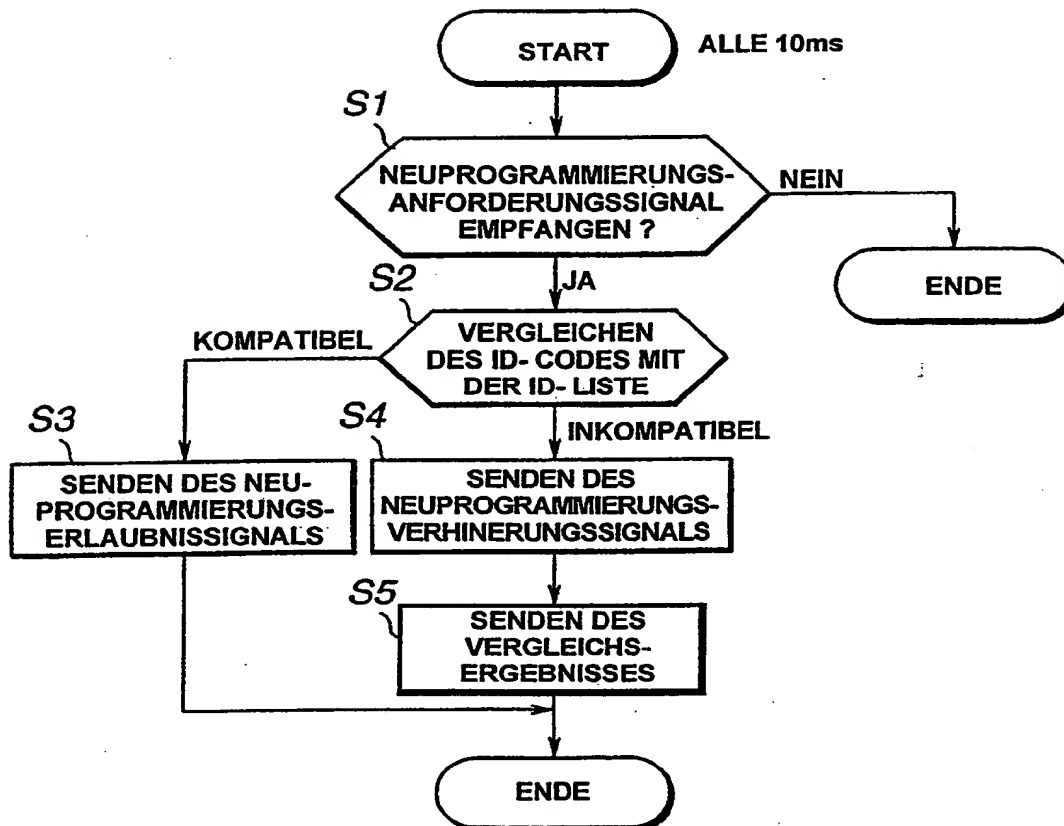 START
ALLE 10ms
S1
NEUPROGRAMMIERUNGS-
ANFORDERUNGSSIGNAL
EMPFANGEN ?
NEIN
ENDE
JA
S2
VERGLEICHEN
DES ID- CODES MIT
DER ID- LISTE
KOMPATIBEL
INKOMPATIBEL
S3
SENDEN DES NEU-
PROGRAMMIERUNGS-
ERLAUBNISSIGNALS
S4
SENDEN DES
NEUPROGRAMMIERUNGS-
VERHINERUNGSSIGNALS
S5
SENDEN DES
VERGLEICHS-
ERGEBNISSES
ENDE